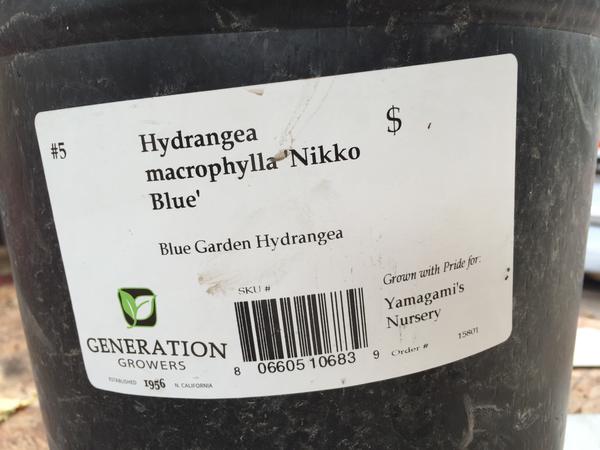 #5
Hydrangea
macrophylla 'Nikko
Blue'
$
Blue Garden Hydrangea
SKU #
8 06605 10683 9
Grown with Pride for:
Yamagami's
Nursery
Order # 15801
GENERATION
GROWERS
ESTABLISHED 1956 N. CALIFORNIA